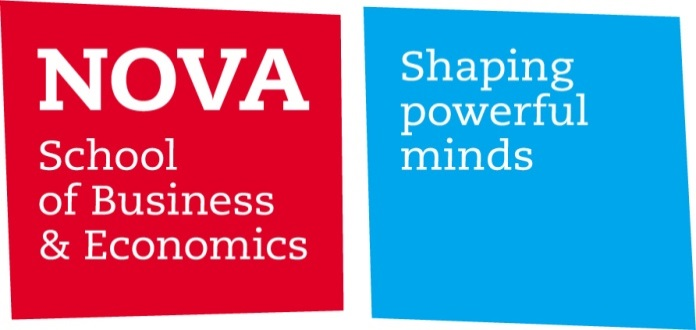 NOVA
School
of Business
& Economics
Shaping
powerful
minds